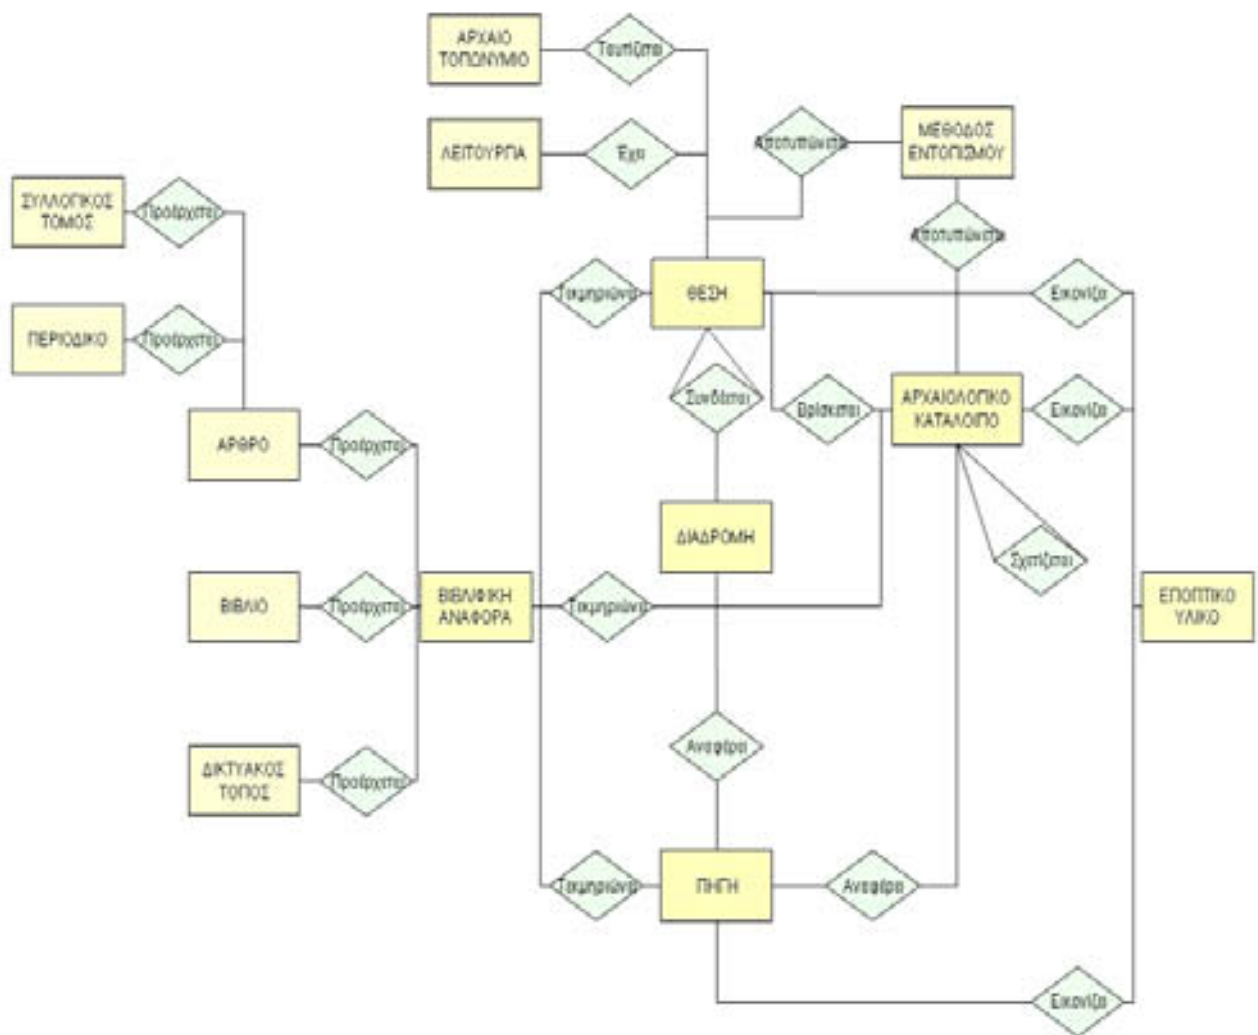 ΑΡΧΑΙΟ
ΤΟΠΩΝΥΜΙΟ
Ταυτίζεται
ΛΕΙΤΟΥΡΓΙΑ
Έχει
Αποτυπώνεται
ΜΕΘΟΔΟΣ
ΕΝΤΟΠΙΣΜΟΥ
Αποτυπώνεται
ΣΥΛΛΟΓΙΚΟΣ
ΤΟΜΟΣ
Προέρχεται
ΠΕΡΙΟΔΙΚΟ
Προέρχεται
Τεκμηριώνει
ΘΕΣΗ
Εικονίζει
Συνδέεται
Βρίσκεται
ΑΡΧΑΙΟΛΟΓΙΚΟ
ΚΑΤΑΛΟΙΠΟ
Εικονίζει
ΑΡΘΡΟ
Προέρχεται
ΔΙΑΔΡΟΜΗ
Σχετίζεται
ΒΙΒΛΙΟ
Προέρχεται
ΒΙΒΛΙΦΙΚΗ
ΑΝΑΦΟΡΑ
Τεκμηριώνει
ΕΠΟΠΤΙΚΟ
ΥΛΙΚΟ
ΔΙΚΤΥΑΚΟΣ
ΤΟΠΟΣ
Προέρχεται
Αναφέρει
Τεκμηριώνει
ΠΗΓΗ
Αναφέρει
Εικονίζει